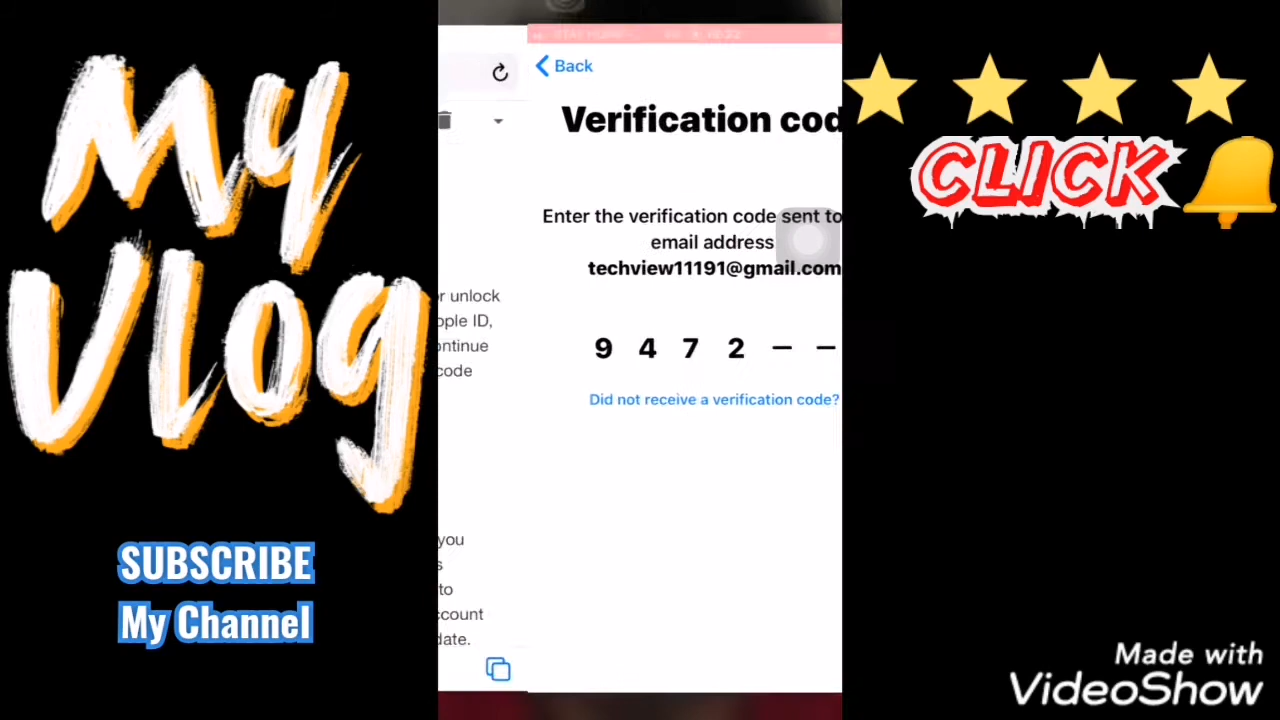 My
Vlog
SUBSCRIBE
My Channel
Back
Verification cod
Enter the verification code sent to
email address
techview11191@gmail.com
9 4 7 2 – –
Did not receive a verification code?
r unlock
ople ID,
ontinue
code
you
s
to
ccount
date.
CLICK
Made with
VideoShow